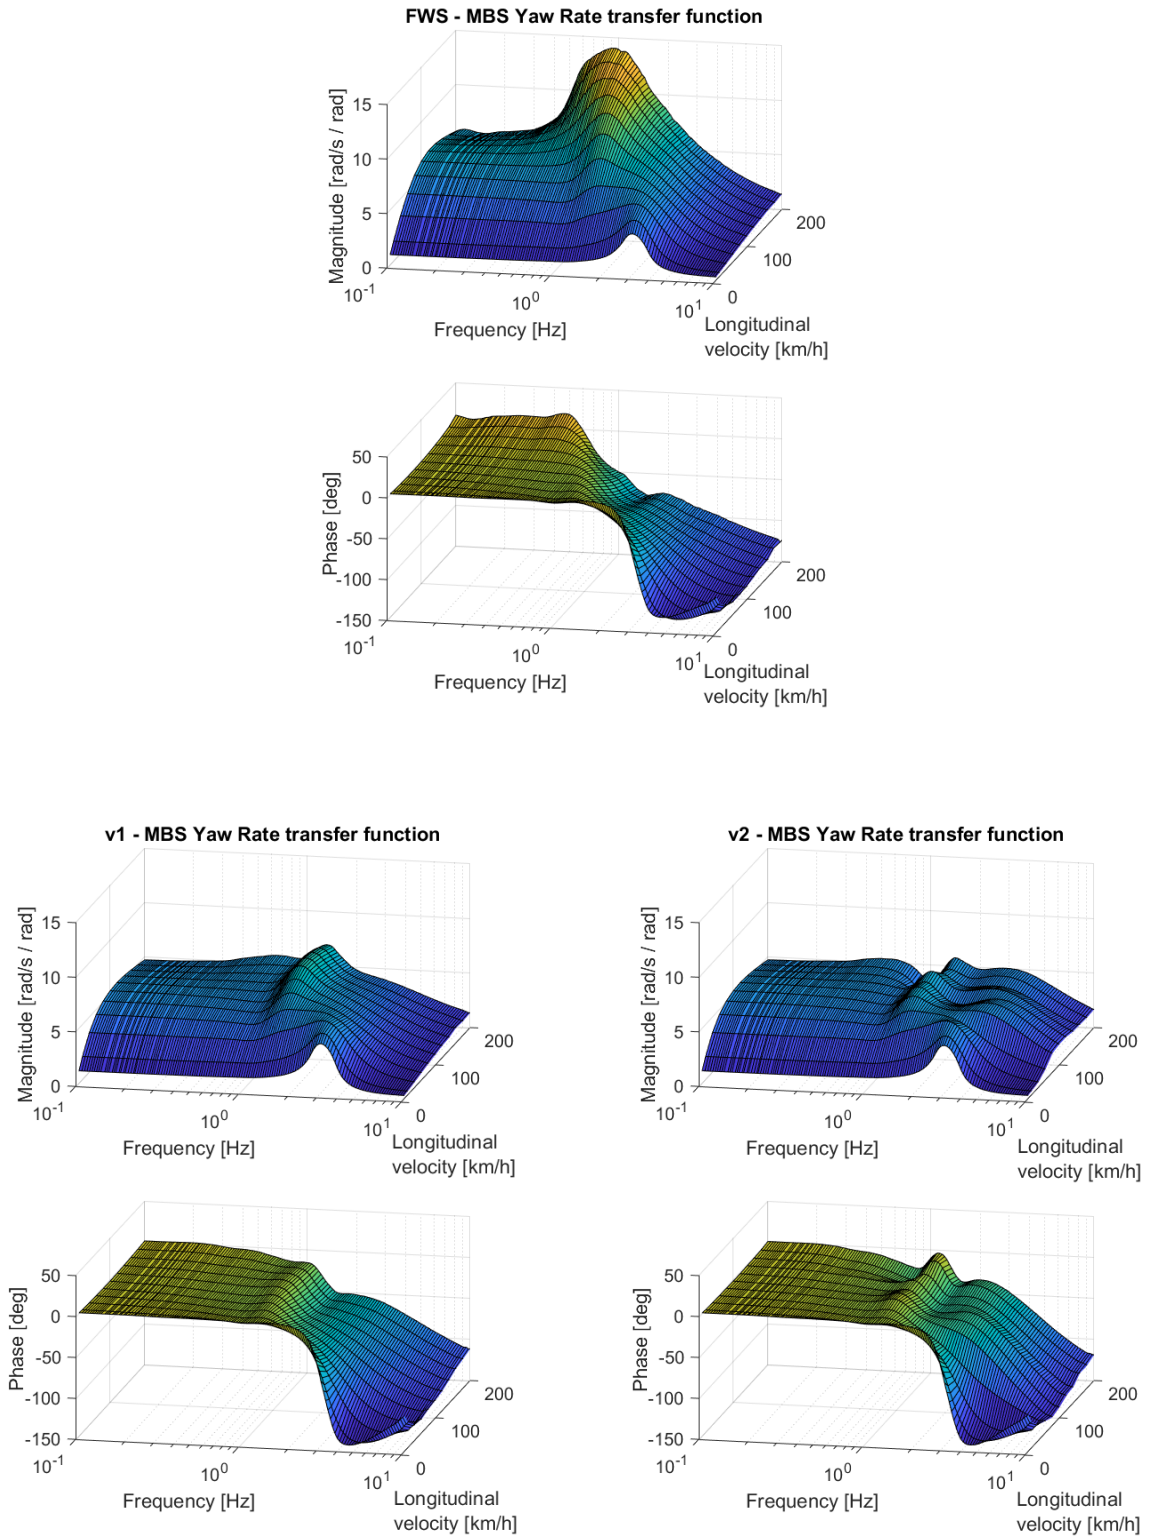 FWS - MBS Yaw Rate transfer function
Magnitude [rad/s / rad]
15
10
5
0
10-1
100
101
Frequency [Hz]
0
100
200
Longitudinal
velocity [km/h]
Phase [deg]
50
0
-50
-100
-150
10-1
100
101
Frequency [Hz]
0
100
200
Longitudinal
velocity [km/h]
v1 - MBS Yaw Rate transfer function
Magnitude [rad/s / rad]
15
10
5
0
10-1
100
101
Frequency [Hz]
0
100
200
Longitudinal
velocity [km/h]
v2 - MBS Yaw Rate transfer function
Magnitude [rad/s / rad]
15
10
5
0
10-1
100
101
Frequency [Hz]
0
100
200
Longitudinal
velocity [km/h]
Phase [deg]
50
0
-50
-100
-150
10-1
100
101
Frequency [Hz]
0
100
200
Longitudinal
velocity [km/h]
Phase [deg]
50
0
-50
-100
-150
10-1
100
101
Frequency [Hz]
0
100
200
Longitudinal
velocity [km/h]